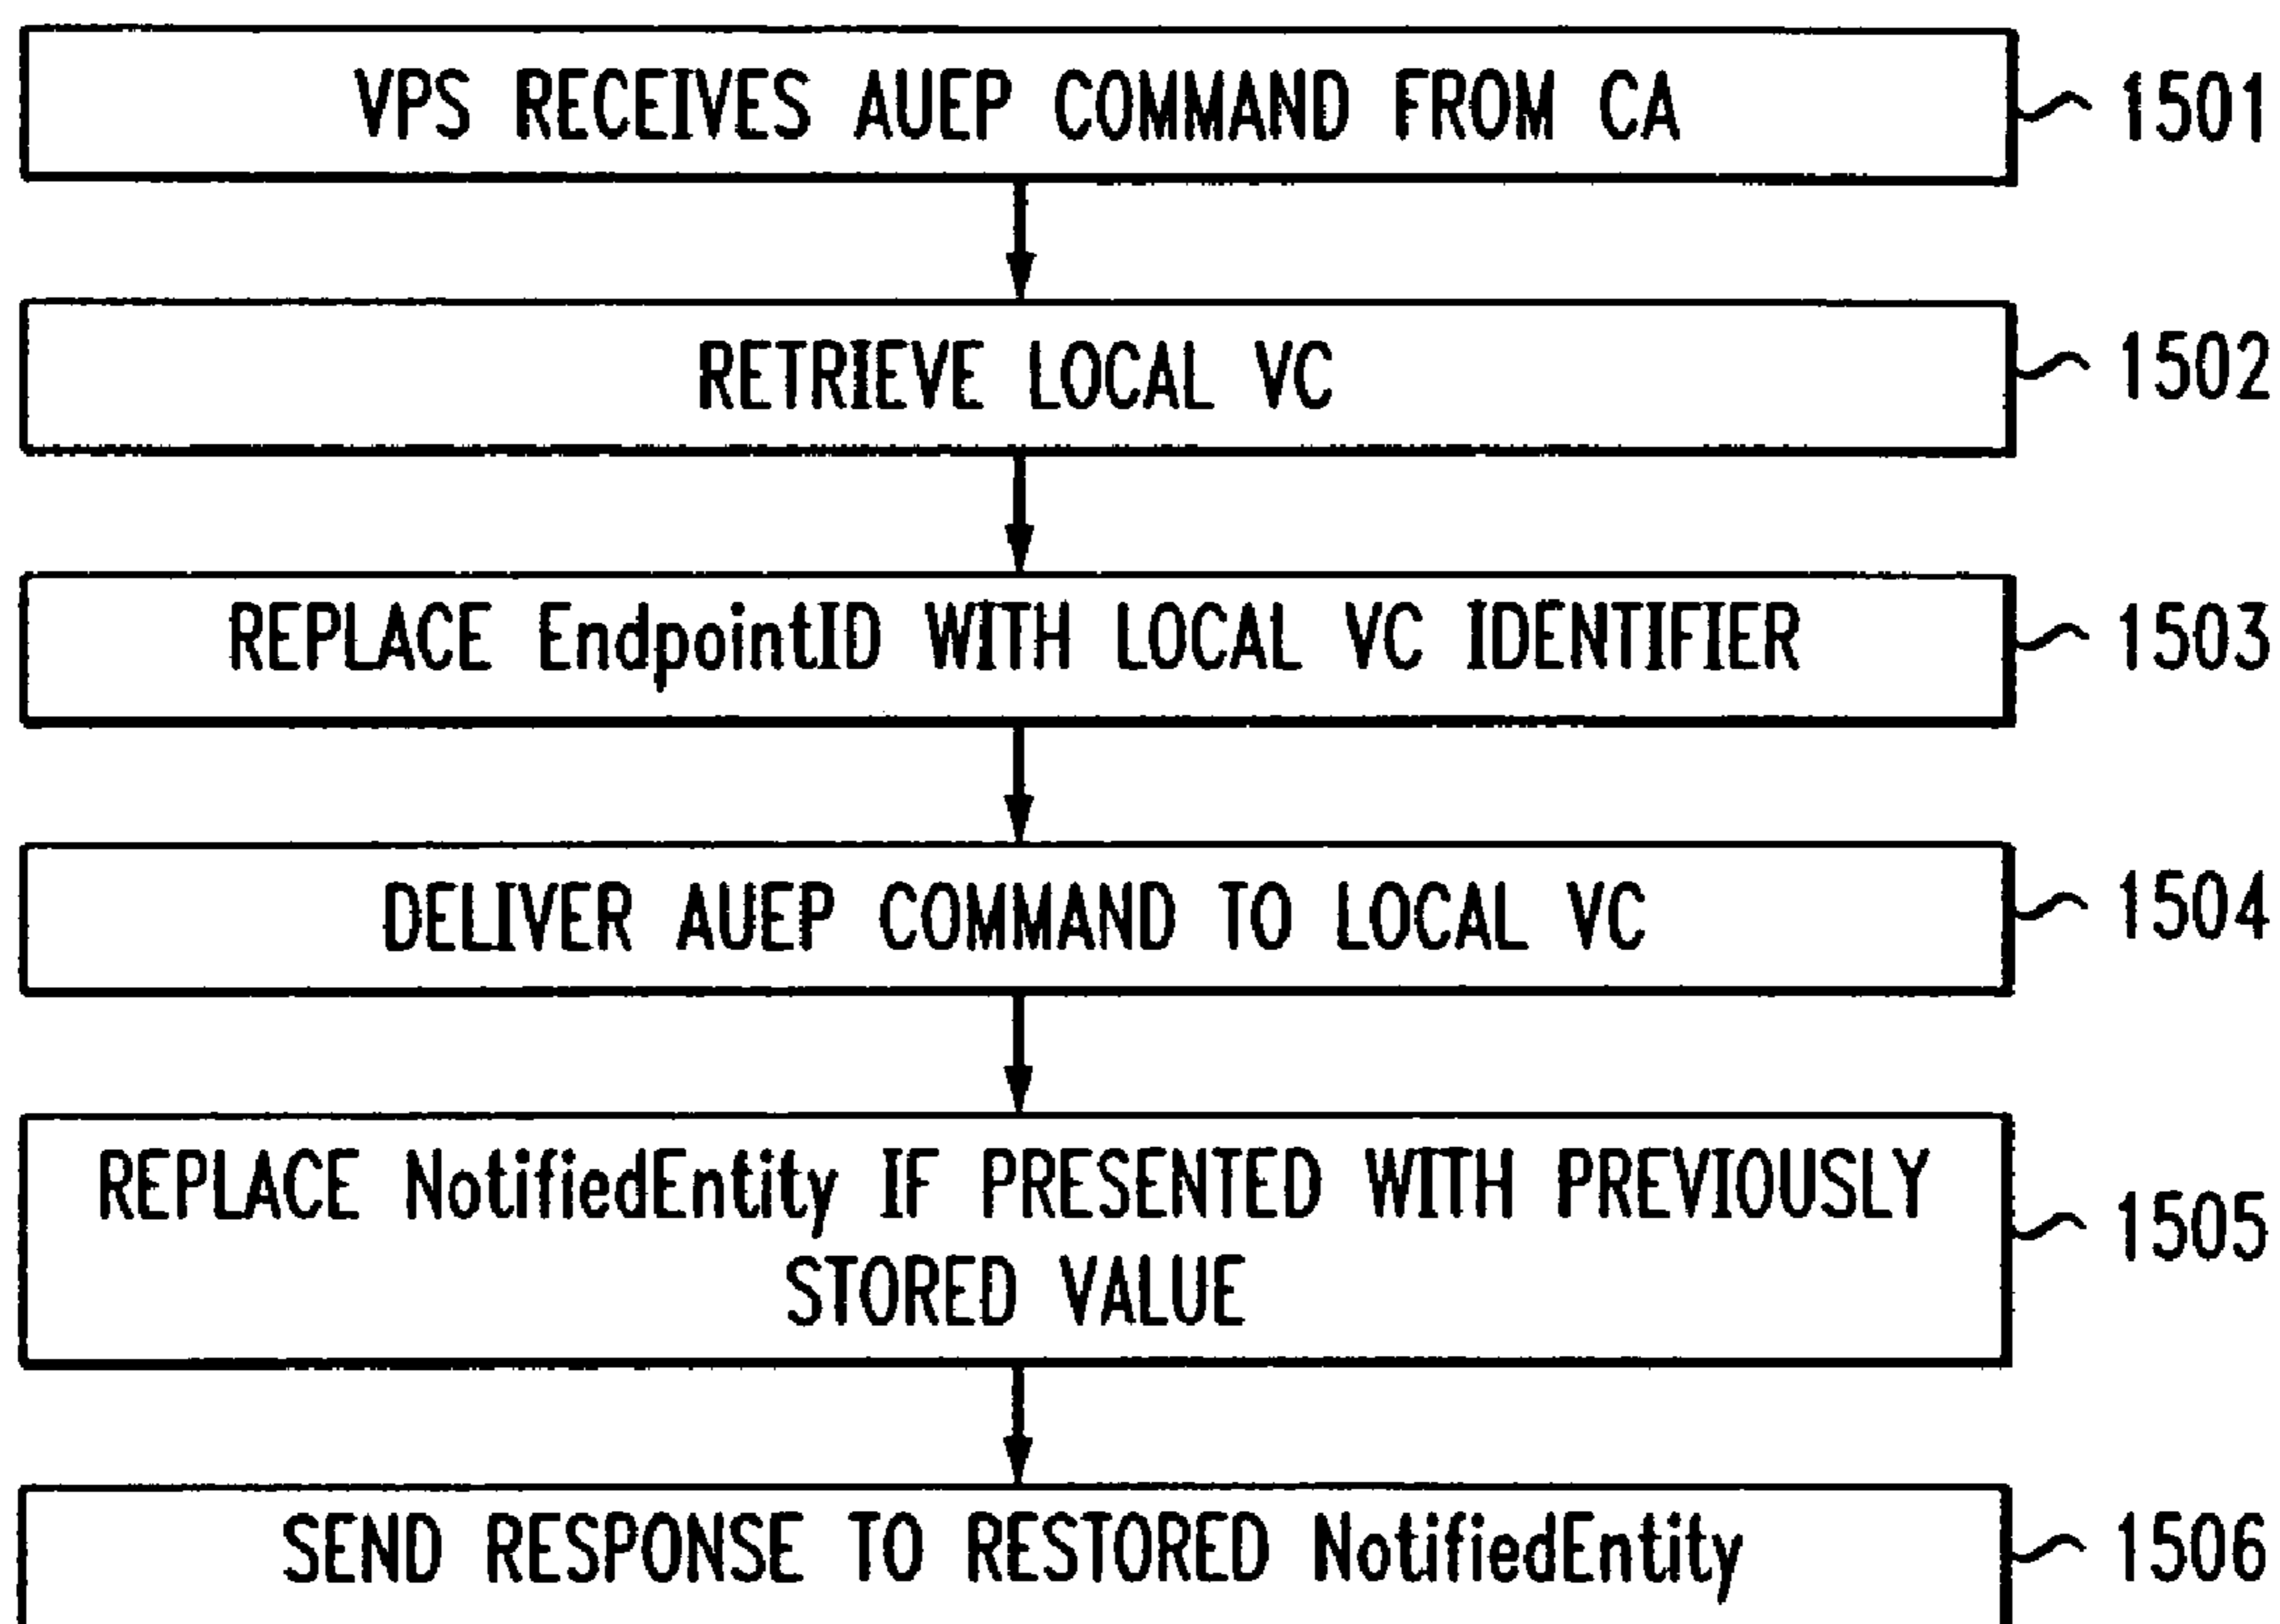 VPS RECEIVES AUEP COMMAND FROM CA
1501
RETRIEVE LOCAL VC
1502
REPLACE EndpointID WITH LOCAL VC IDENTIFIER
1503
DELIVER AUEP COMMAND TO LOCAL VC
1504
REPLACE NotifiedEntity IF PRESENTED WITH PREVIOUSLY
STORED VALUE
1505
SEND RESPONSE TO RESTORED NotifiedEntity
1506